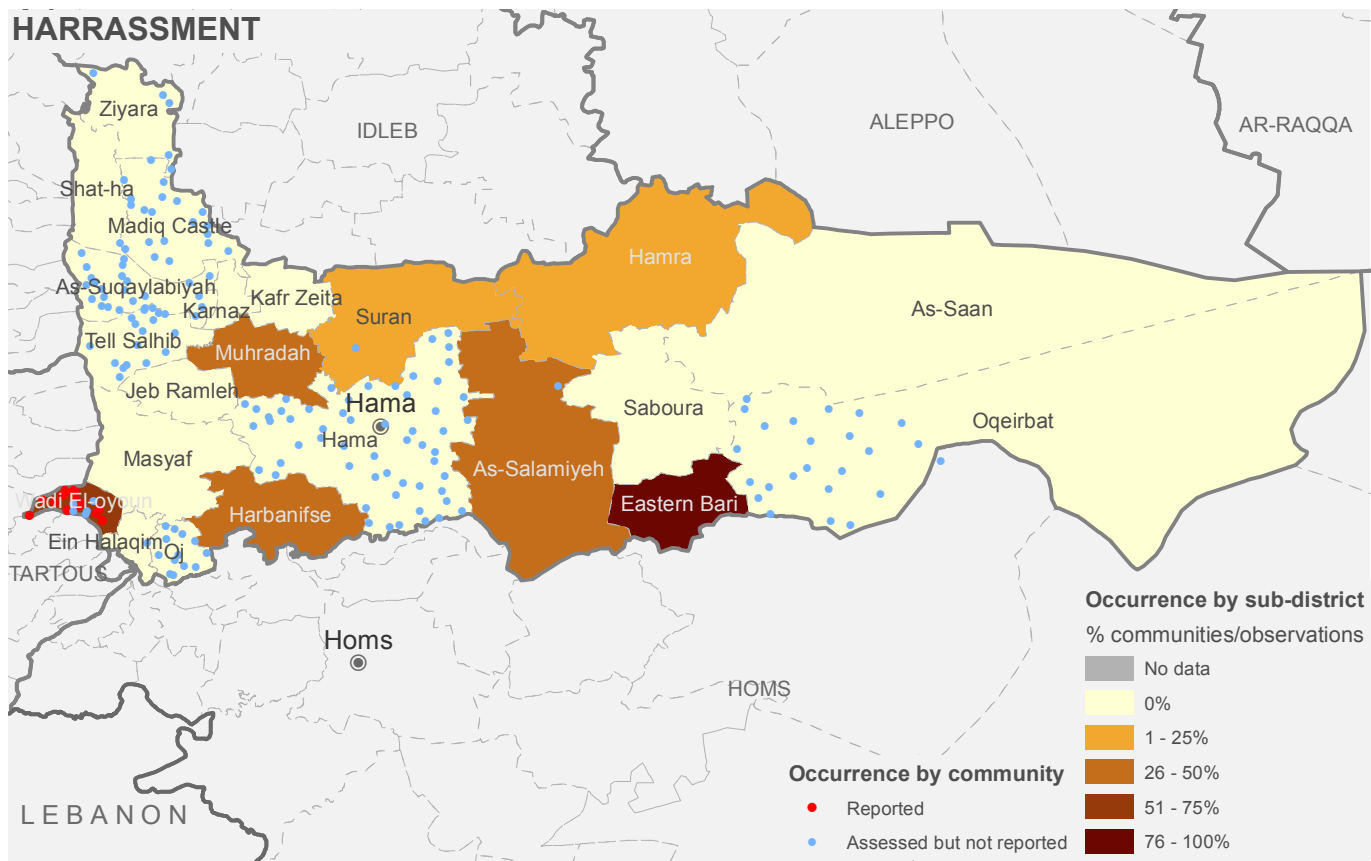 HARRASSMENT
Ziyara
IDLEB
ALEPPO
AR-RAQQA
Shat-ha
Madiq Castle
Hamra
As-Suqaylabiyah
Kafr Zeita
Karnaz
Suran
As-Saan
Tell Salhib
Muhradah
Jeb Ramleh
Hama
Saboura
Oqeirbat
Hama
Masyaf
As-Salamiyeh
Wadi El-oyoun
Eastern Bari
Harbanifse
Ein Halaqim
Oj
TARTOUS
Homs
HOMS
LEBANON
Occurrence by community
Reported
Assessed but not reported
Occurrence by sub-district
% communities/observations
No data
0%
1 - 25%
26 - 50%
51 - 75%
76 - 100%